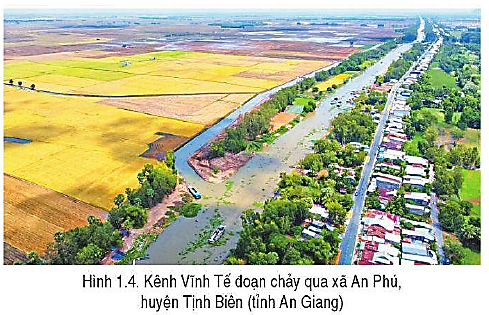 Hình 1.4. Kênh Vĩnh Tế đoạn chảy qua xã An Phú,
huyện Tịnh Biên (tỉnh An Giang)